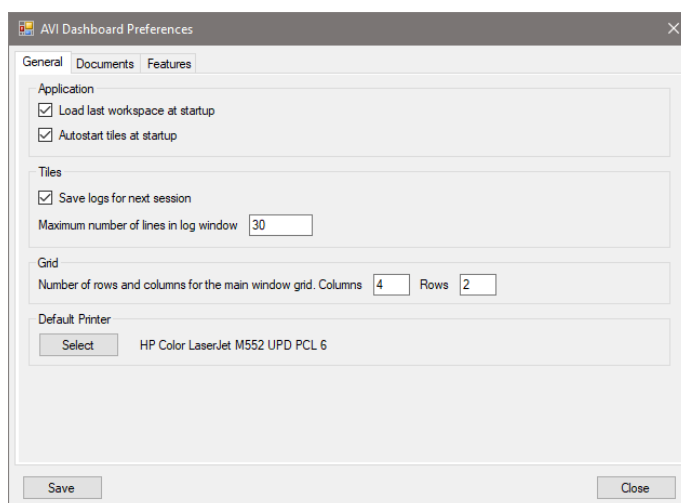 AVI Dashboard Preferences
General Documents Features
Application
Load last workspace at startup
Autostart tiles at startup
Tiles
Save logs for next session
Maximum number of lines in log window 30
Grid
Number of rows and columns for the main window grid. Columns 4 Rows 2
Default Printer
Select HP Color LaserJet M552 UPD PCL 6
Save Close